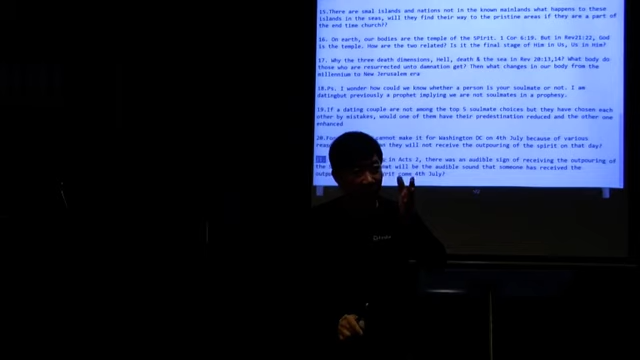 15.There are smal islands and nations not in the known mainlands what happens to these
islands in the seas, will they find their way to the pristine areas if they are a part of the
end time church??
16. On earth, our bodies are the temple of the SPirit. 1 Cor 6:19. But in Rev21:22, God
is the temple. How are the two related? Is it the final stage of Him in Us, Us in Him?
17. Why the three death dimensions, Hell, death & the sea in Rev 20:13,14? What body do
those who are resurrected unto damnation get? Then what changes in our body from the
millennium to New Jerusalem era
18.Ps. I wonder how could we know whether a person is your soulmate or not. I am
datingbut previously a prophet implying we are not soulmates in a prophesy.
19. If a dating couple are not among the top 5 soulmate choices but they have chosen each
other by mistakes, would one of them have their predestination reduced and the other one
enhanced
20. cannot make it for Washington DC on 4th July because of various
they will not receive the outpouring of the spirit on that day?
in Acts 2, there was an audible sign of receiving the outpouring of
will be the audible sound that someone has received the
come 4th July?